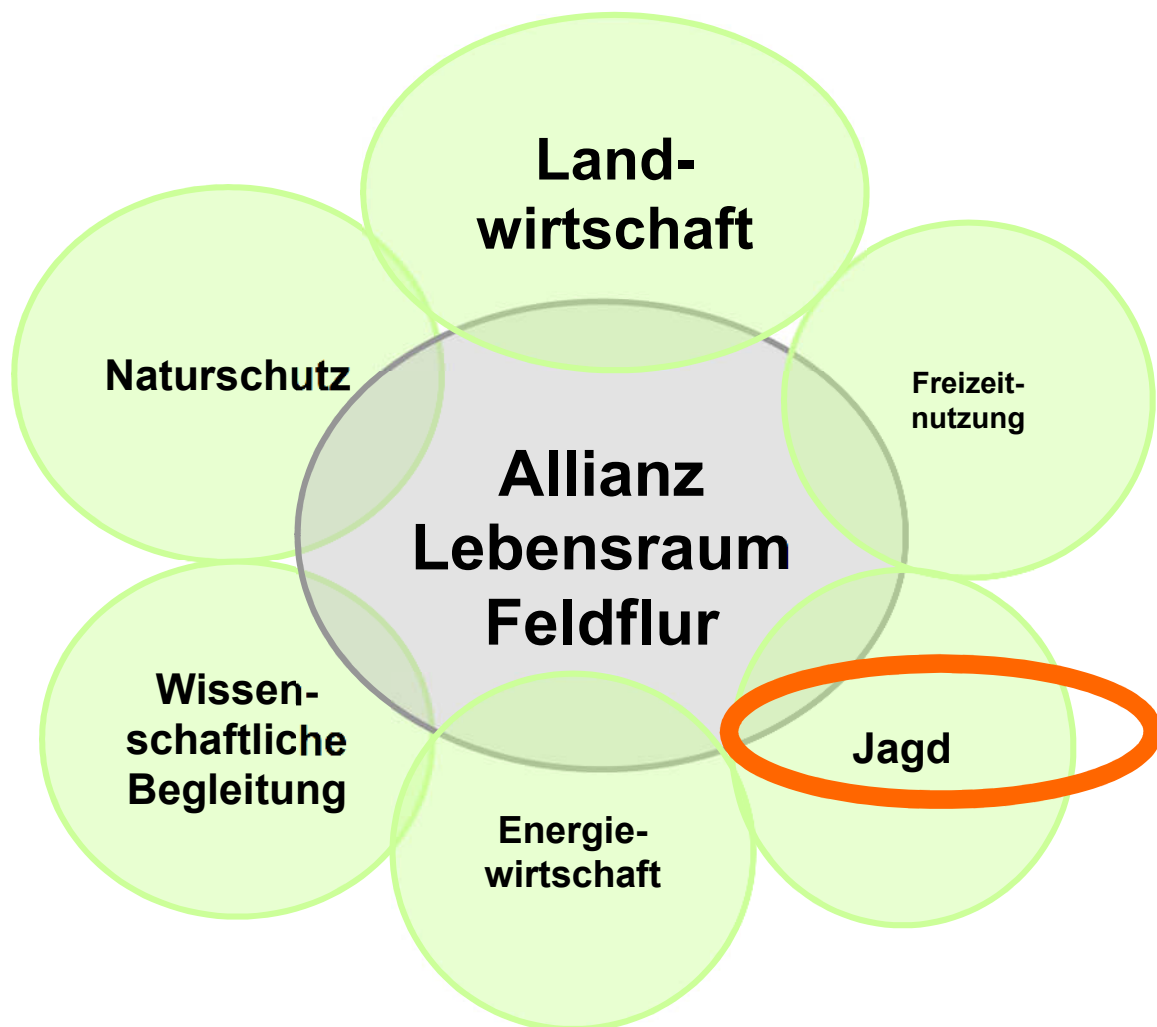 Land-
wirtschaft
Naturschutz
Freizeit-
nutzung
Allianz
Lebensraum
Feldflur
Wissen-
schaftliche
Begleitung
Jagd
Energie-
wirtschaft